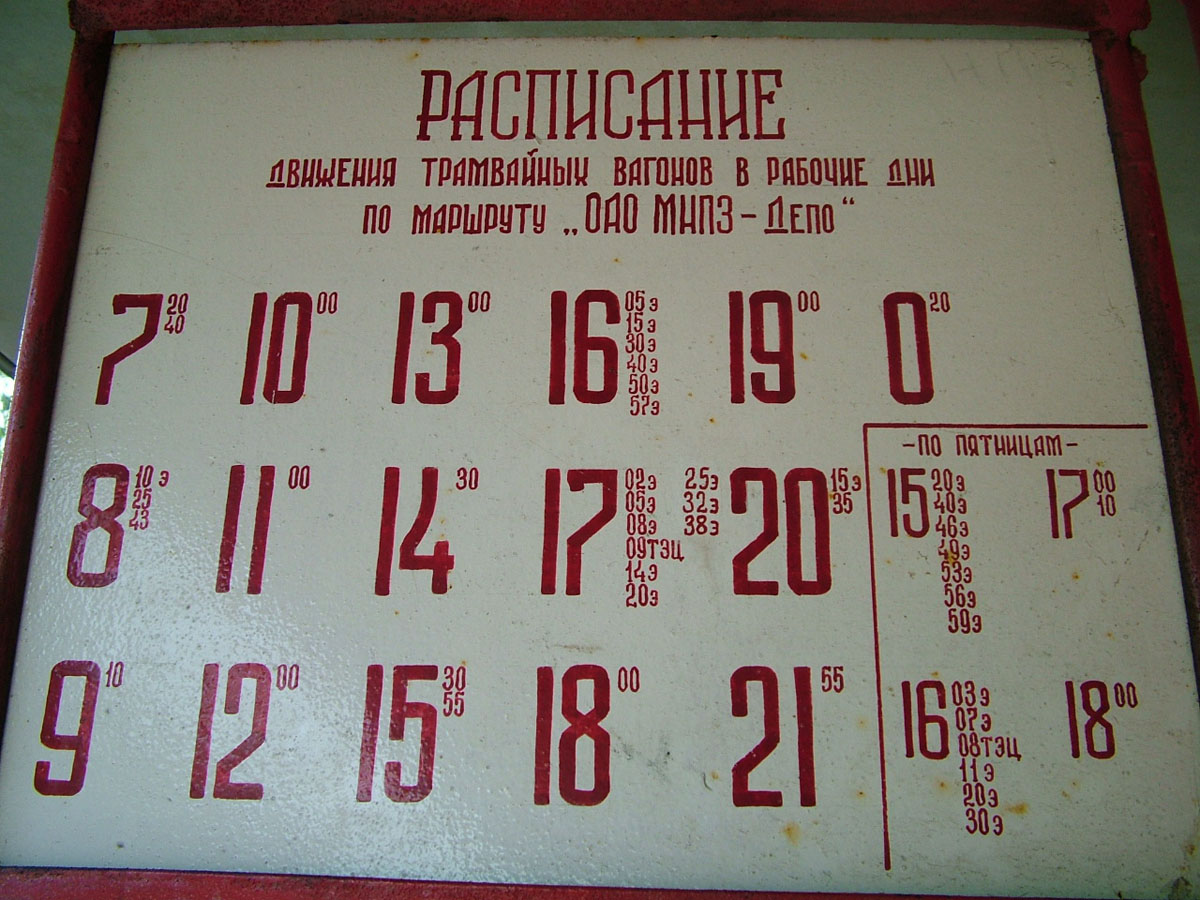 РАСПИСАНИЕ
ДВИЖЕНИЯ ТРАМВАЙНЫХ ВАГОНОВ В РАБОЧИЕ ДНИ
ПО МАРШРУТУ „ОАО МНПЗ – ДЕПО“
7 20 40
10 00
13 00
16 05э 15э 30э 40э 50э 57э
19 00
0 20
8 10э 25 43
11 00
14 30
17 02э 05э 08э 09тэц 14э 20э 25э 32э 38э
20 15э 35
9 10
12 00
15 30 55
18 00
21 55
– ПО ПЯТНИЦАМ –
15 20э 40э 46э 49э 53э 56э 59э
17 00 10
16 03э 07э 08тэц 11э 20э 30э
18 00